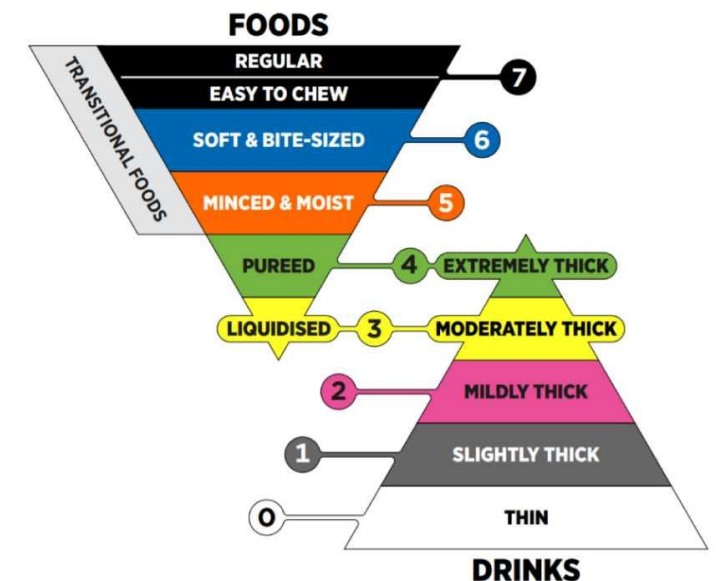 FOODS
TRANSITIONAL FOODS
REGULAR
7
EASY TO CHEW
SOFT & BITE-SIZED
6
MINCED & MOIST
5
PUREED
4
EXTREMELY THICK
LIQUIDISED
3
MODERATELY THICK
2
MILDLY THICK
1
SLIGHTLY THICK
0
THIN
DRINKS